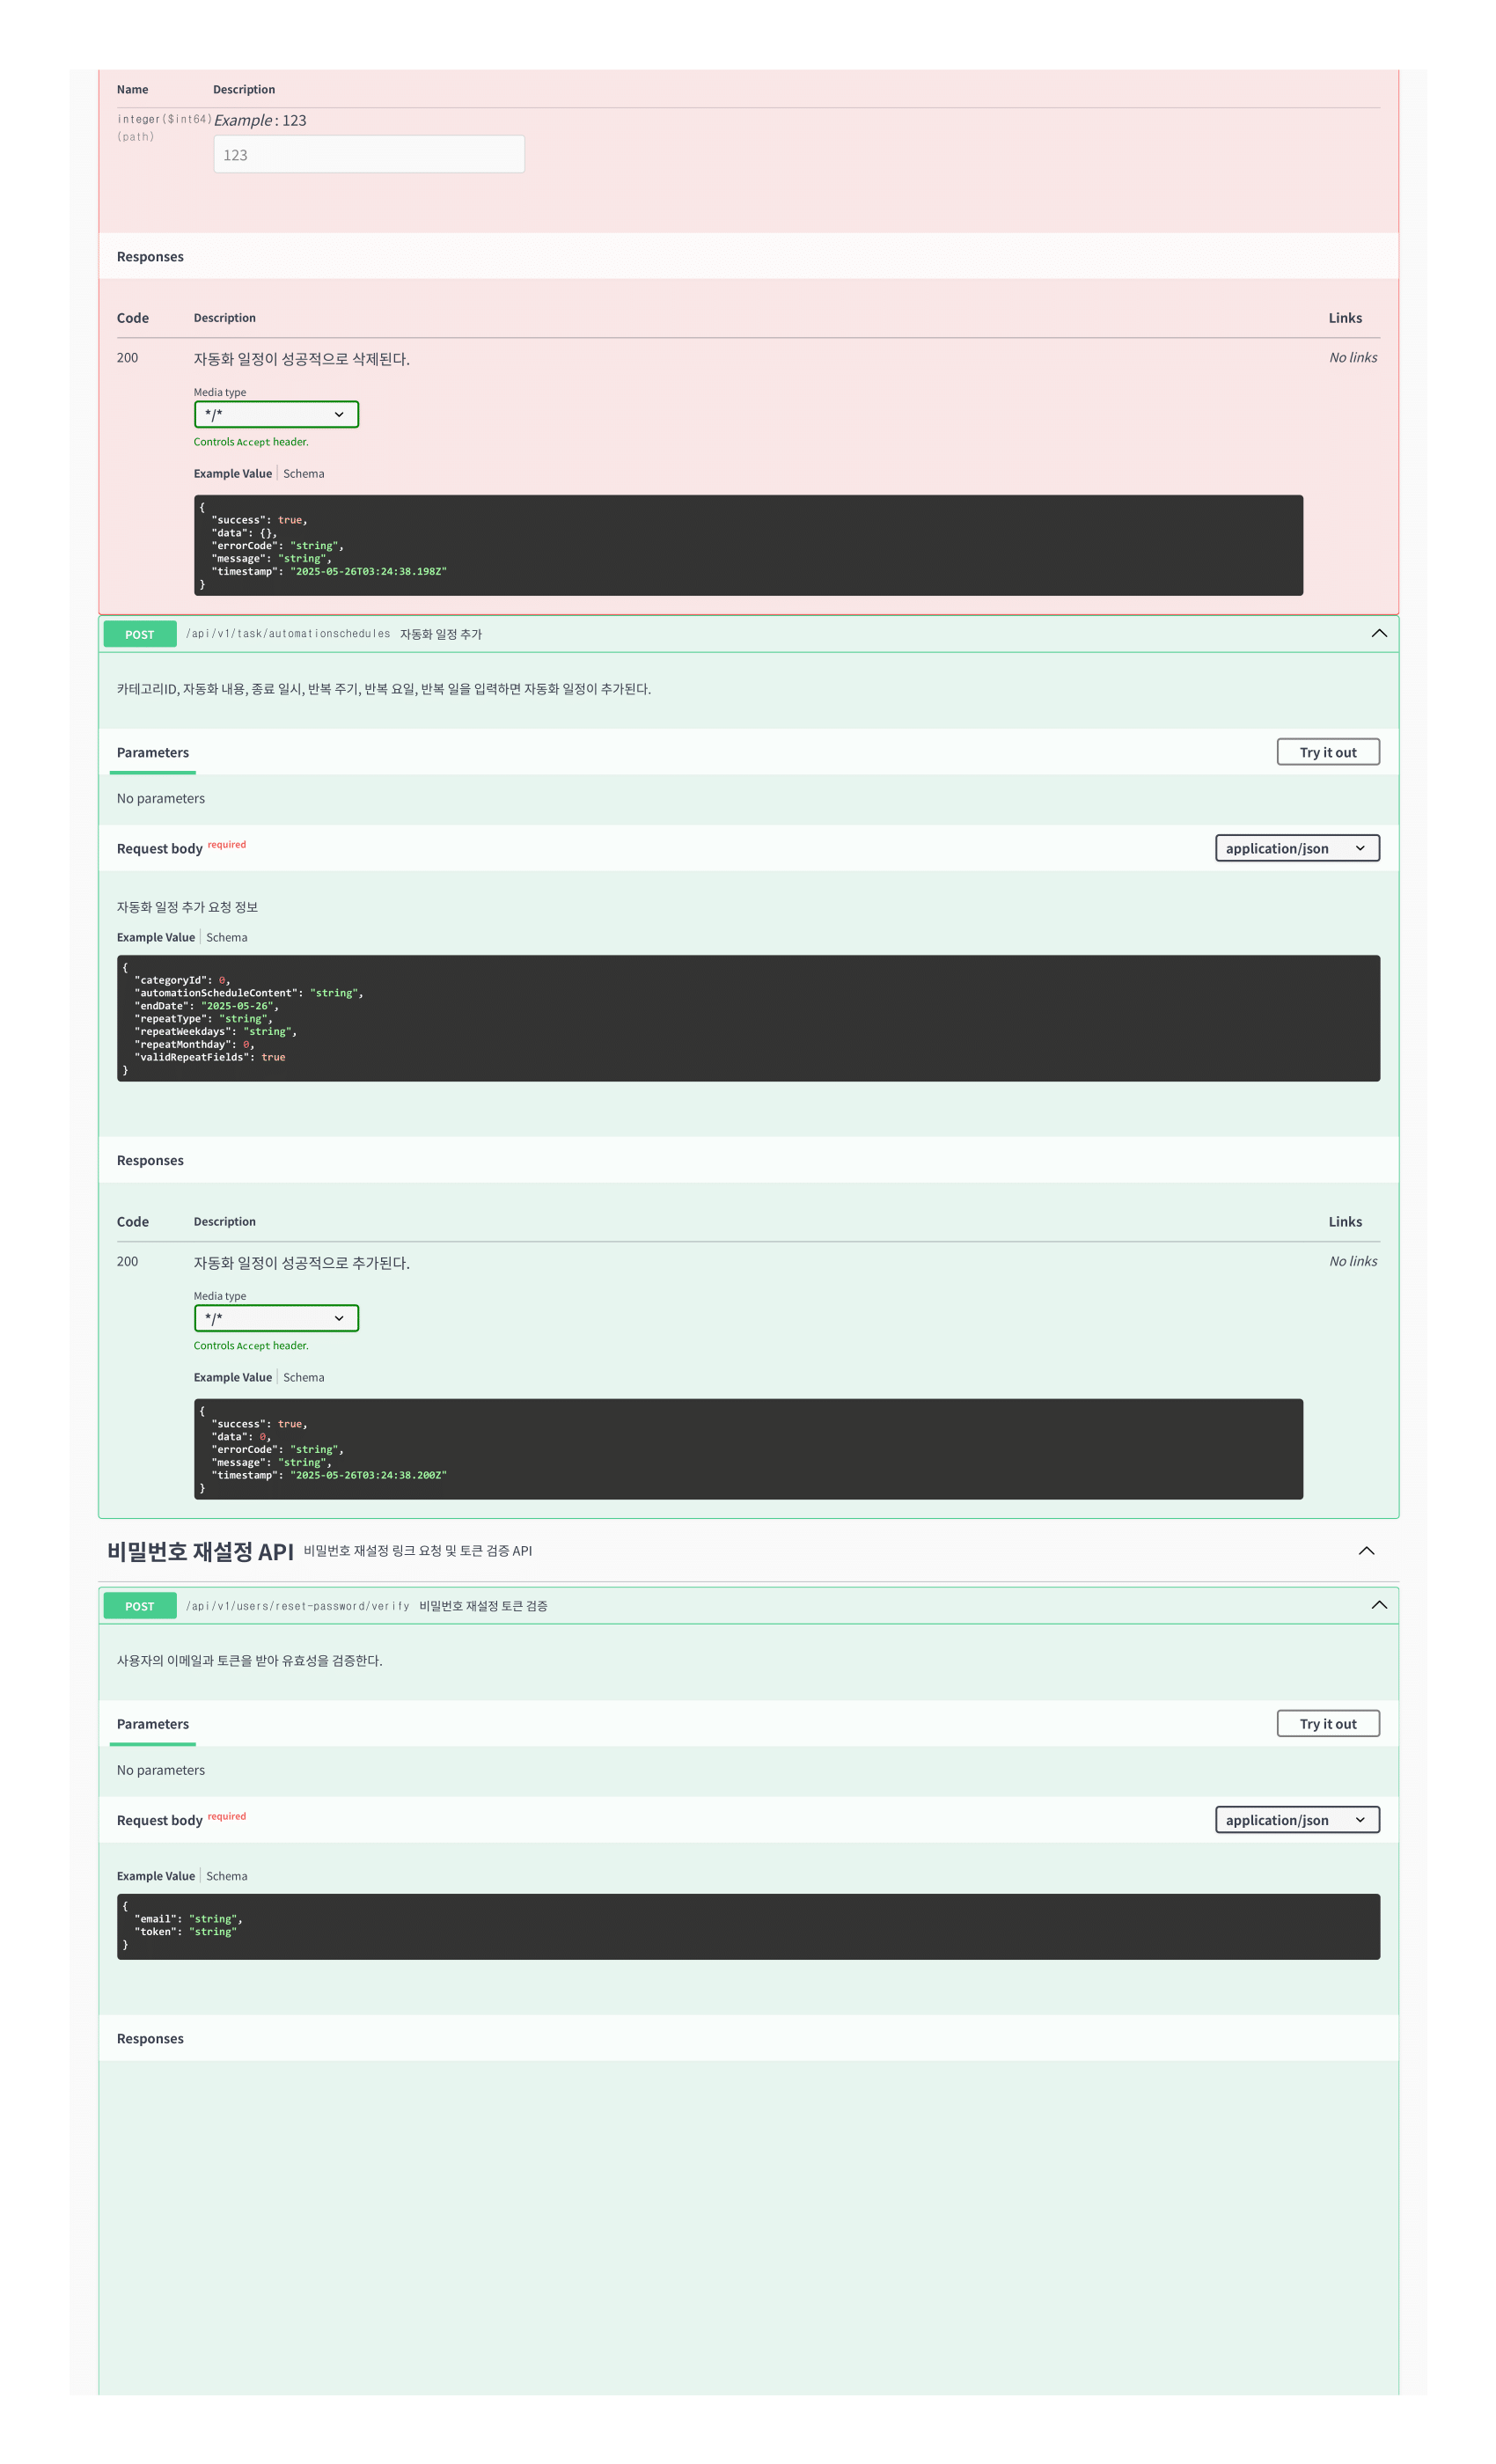 Name Description
integer($int64) Example : 123
(path)
123
Responses
Code Description Links
200 자동화 일정이 성공적으로 삭제된다. No links
Media type
*/*
Controls Accept header.
Example Value Schema
{
"success": true,
"data": {},
"errorCode": "string",
"message": "string",
"timestamp": "2025-05-26T03:24:38.198Z"
}
POST /api/v1/task/automationschedules 자동화 일정 추가
카테고리ID, 자동화 내용, 종료 일시, 반복 주기, 반복 요일, 반복 일을 입력하면 자동화 일정이 추가된다.
Parameters Try it out
No parameters
Request body required application/json
자동화 일정 추가 요청 정보
Example Value Schema
{
"categoryId": 0,
"automationScheduleContent": "string",
"endDate": "2025-05-26",
"repeatType": "string",
"repeatWeekdays": "string",
"repeatMonthday": 0,
"validRepeatFields": true
}
Responses
Code Description Links
200 자동화 일정이 성공적으로 추가된다. No links
Media type
*/*
Controls Accept header.
Example Value Schema
{
"success": true,
"data": 0,
"errorCode": "string",
"message": "string",
"timestamp": "2025-05-26T03:24:38.200Z"
}
비밀번호 재설정 API 비밀번호 재설정 링크 요청 및 토큰 검증 API
POST /api/v1/users/reset-password/verify 비밀번호 재설정 토큰 검증
사용자의 이메일과 토큰을 받아 유효성을 검증한다.
Parameters Try it out
No parameters
Request body required application/json
Example Value Schema
{
"email": "string",
"token": "string"
}
Responses